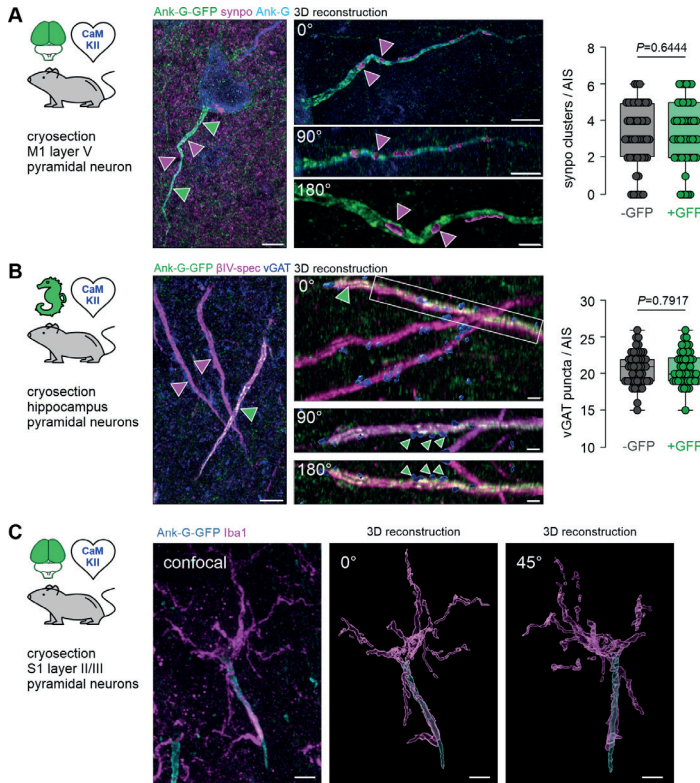 A
CaM
KII
cryosection
M1 layer V
pyramidal neuron
Ank-G-GFP synpo Ank-G
3D reconstruction
0°
90°
180°
synpo clusters / AIS
8
6
4
2
0
P=0.6444
-GFP
+GFP
B
CaM
KII
cryosection
hippocampus
pyramidal neurons
Ank-G-GFP βIV-spec vGAT
3D reconstruction
0°
90°
180°
vGAT puncta / AIS
30
25
20
15
10
P=0.7917
-GFP
+GFP
C
CaM
KII
cryosection
S1 layer II/III
pyramidal neurons
Ank-G-GFP Iba1
confocal
3D reconstruction
0°
3D reconstruction
45°